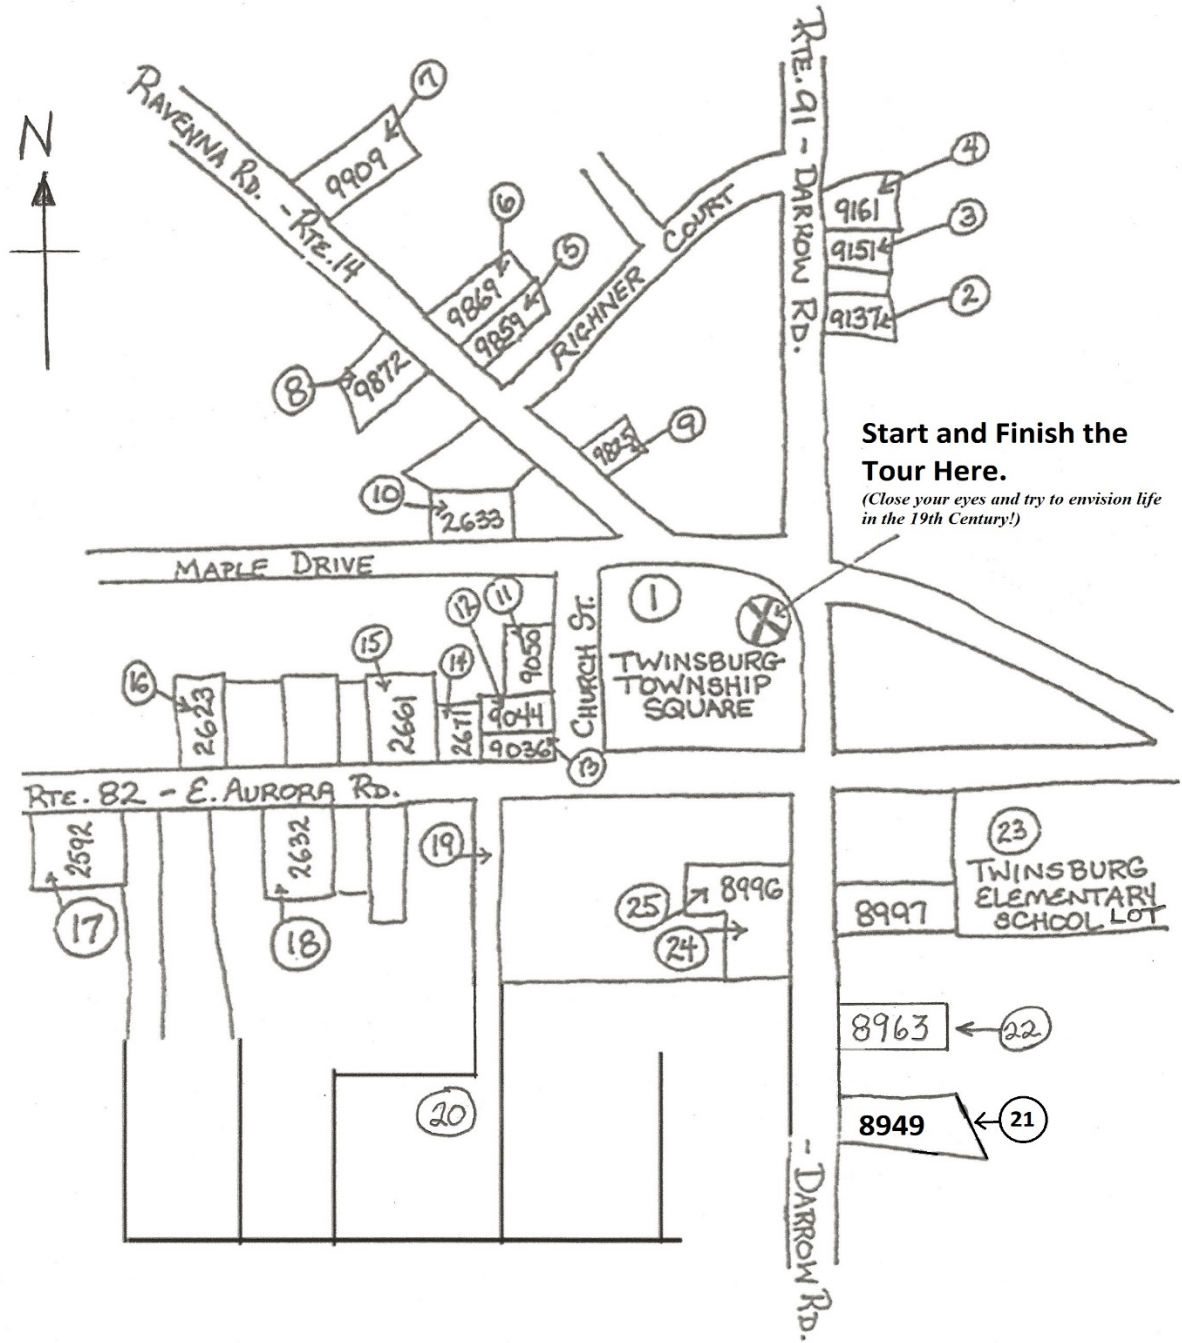 N
RAVENNA RD. - RTE. 14
7
9909
6
5
9869
9859
8
9872
RICHNER COURT
RTE. 91 - DARROW RD.
4
9161
3
9151
2
9137
9
9825
10
2633
Start and Finish the
Tour Here.
(Close your eyes and try to envision life
in the 19th Century!)
MAPLE DRIVE
CHURCH ST.
1
TWINSBURG
TOWNSHIP
SQUARE
12
11
9058
15
14
16
2623
2661
2671
9044
9036
13
RTE. 82 - E. AURORA RD.
2592
17
2632
18
19
20
25
8996
24
8997
23
TWINSBURG
ELEMENTARY
SCHOOL LOT
8963
22
8949
21
- DARROW RD.